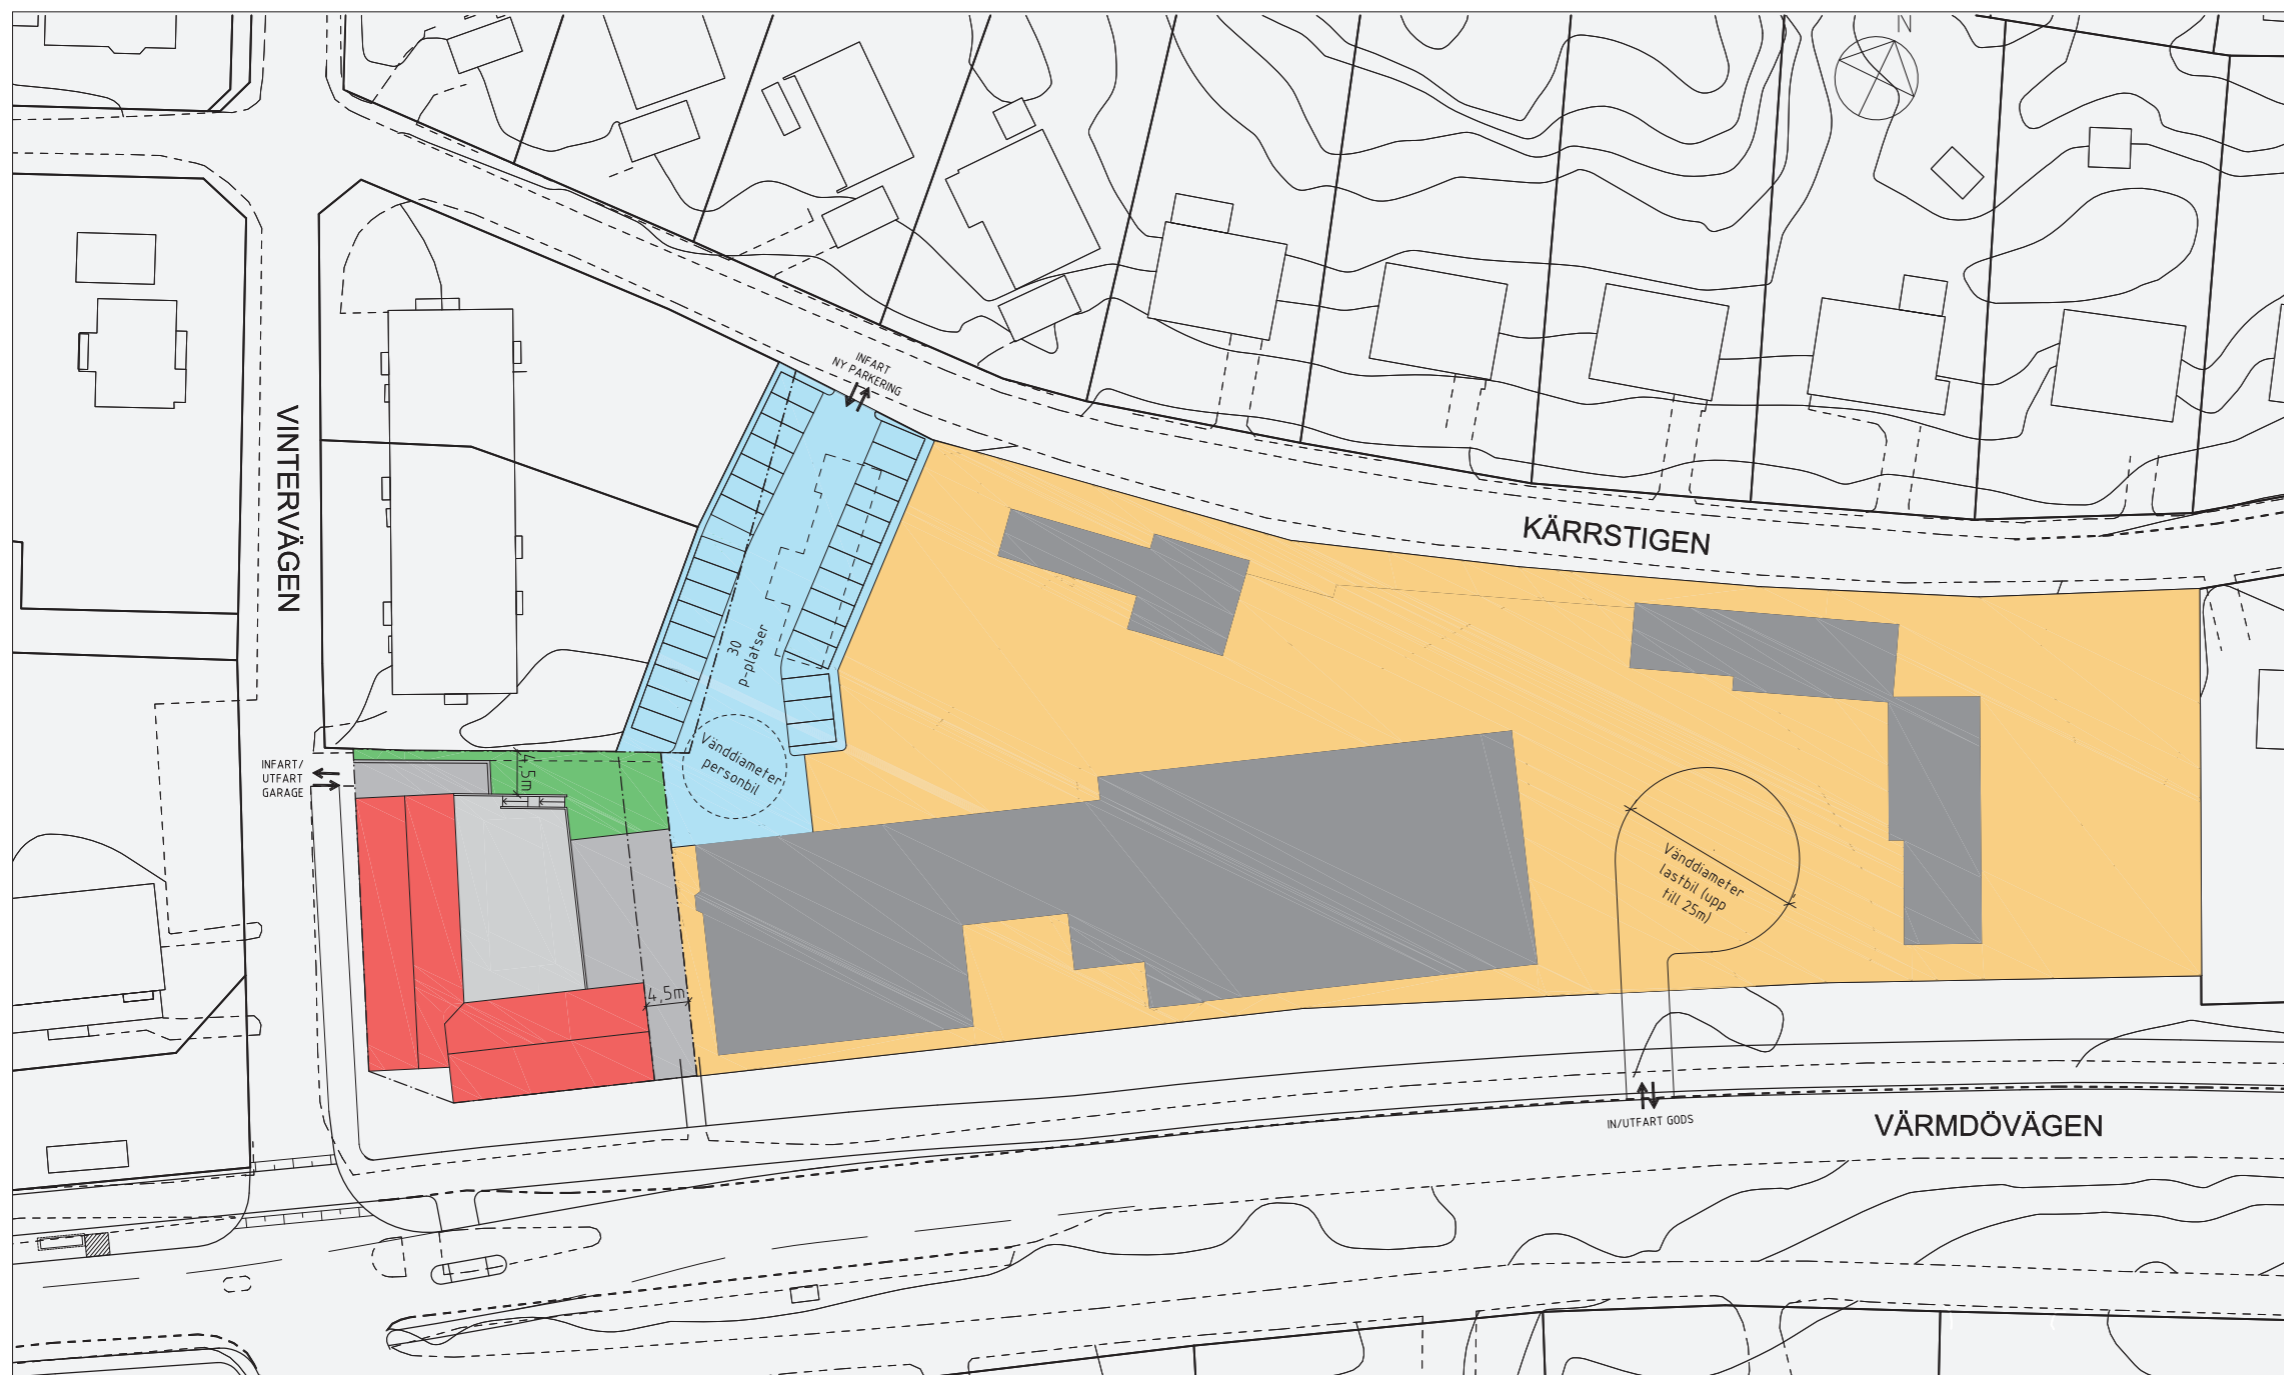 N
INFART
NY PARKERING
VINTERVÄGEN
KÄRRSTIGEN
30
p-platser
Vänddiameter
personbil
INFART/
UTFART
GARAGE
4,5m
Vänddiameter
lastbil (upp
till 25m)
4,5m
IN/UTFART GODS
VÄRMDÖVÄGEN